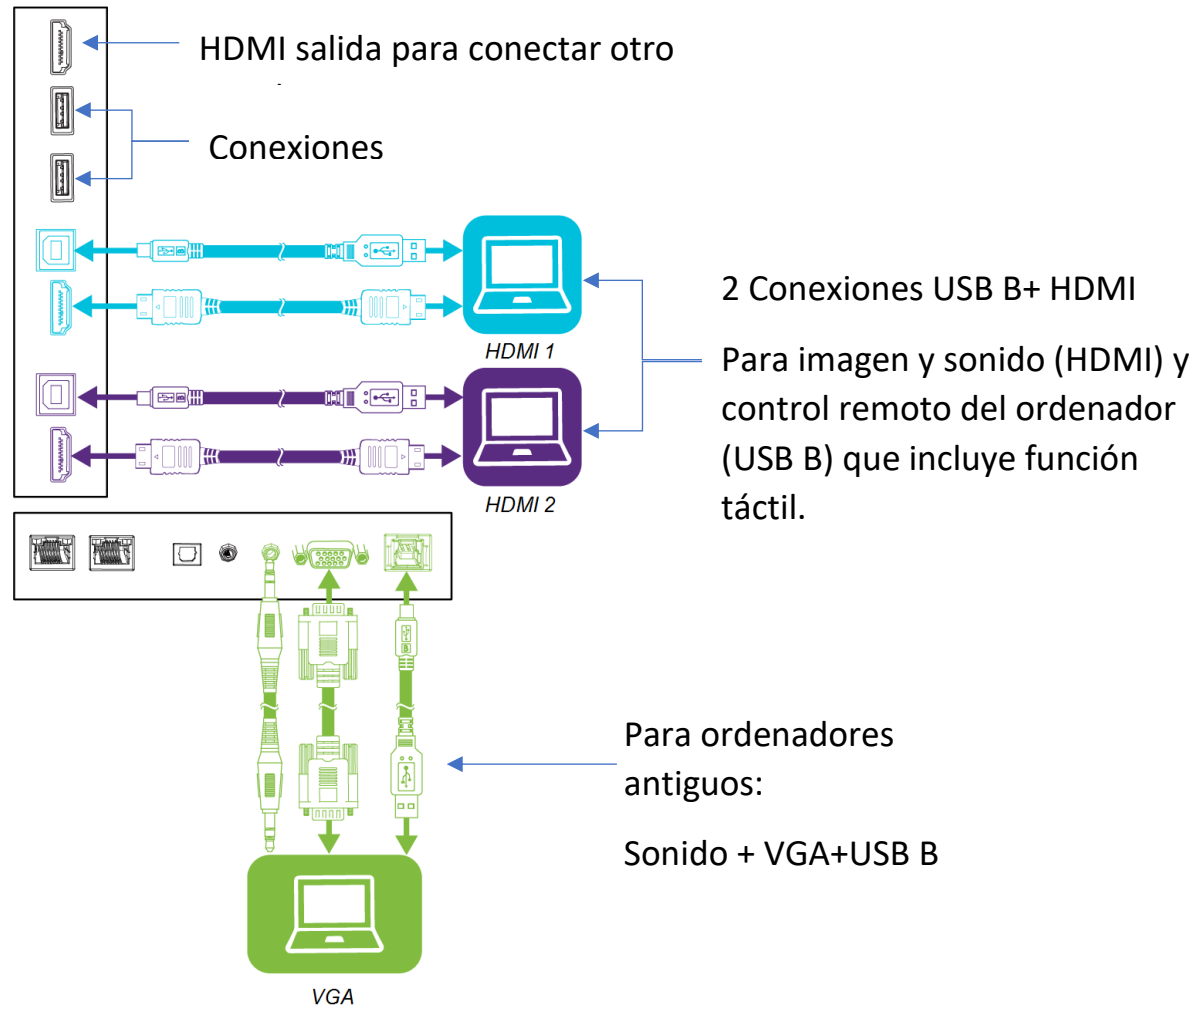 HDMI salida para conectar otro
Conexiones
HDMI 1
2 Conexiones USB B+ HDMI
Para imagen y sonido (HDMI) y
control remoto del ordenador
(USB B) que incluye función
táctil.
HDMI 2
Para ordenadores
antiguos:
Sonido + VGA+USB B
VGA